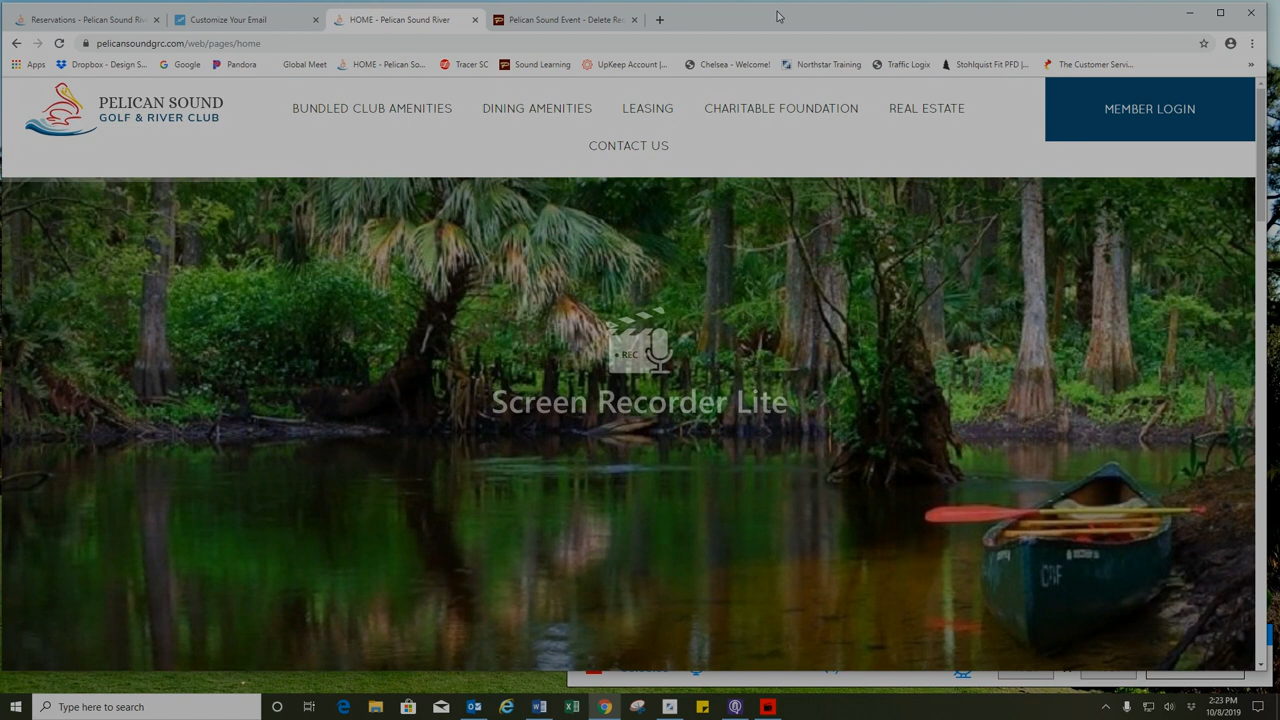 Reservations - Pelican Sound Riv
Customize Your Email
HOME - Pelican Sound River
Pelican Sound Event - Delete Re
pelicansoundgrc.com/web/pages/home
Apps
Dropbox - Design S...
Google
Pandora
Global Meet
HOME - Pelican So...
Tracer SC
Sound Learning
UpKeep Account |...
Chelsea - Welcome!
Northstar Training
Traffic Logix
Stohlquist Fit PFD |...
The Customer Servi...
»
PELICAN SOUND
GOLF & RIVER CLUB
BUNDLED CLUB AMENITIES
DINING AMENITIES
LEASING
CHARITABLE FOUNDATION
REAL ESTATE
CONTACT US
MEMBER LOGIN
REC
Screen Recorder Lite
Type here to search
2:23 PM
10/8/2019